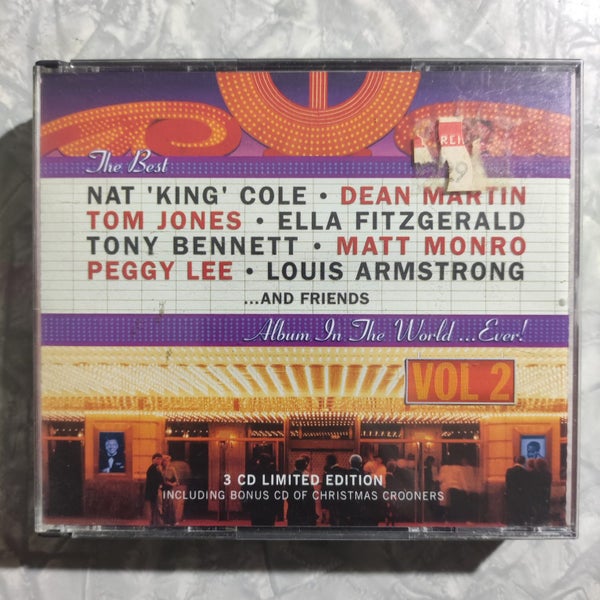 The Best
NAT 'KING' COLE • DEAN MARTIN
TOM JONES • ELLA FITZGERALD
TONY BENNETT • MATT MONRO
PEGGY LEE • LOUIS ARMSTRONG
...AND FRIENDS
Album In The World ...Ever!
VOL 2
3 CD LIMITED EDITION
INCLUDING BONUS CD OF CHRISTMAS CROONERS